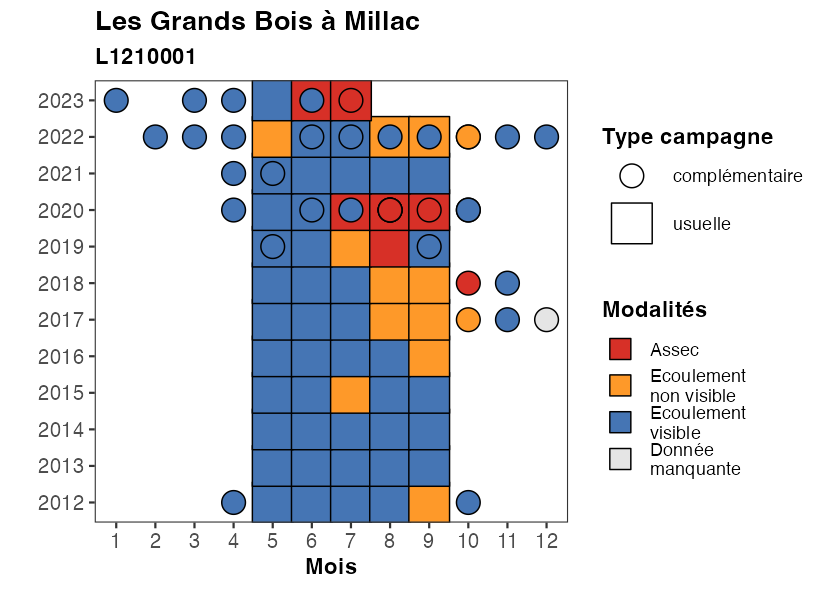 Les Grands Bois à Millac
L1210001
2023
2022
2021
2020
2019
2018
2017
2016
2015
2014
2013
2012
1 2 3 4 5 6 7 8 9 10 11 12
Mois
Type campagne
complémentaire
usuelle
Modalités
Assec
Ecoulement
non visible
Ecoulement
visible
Donnée
manquante